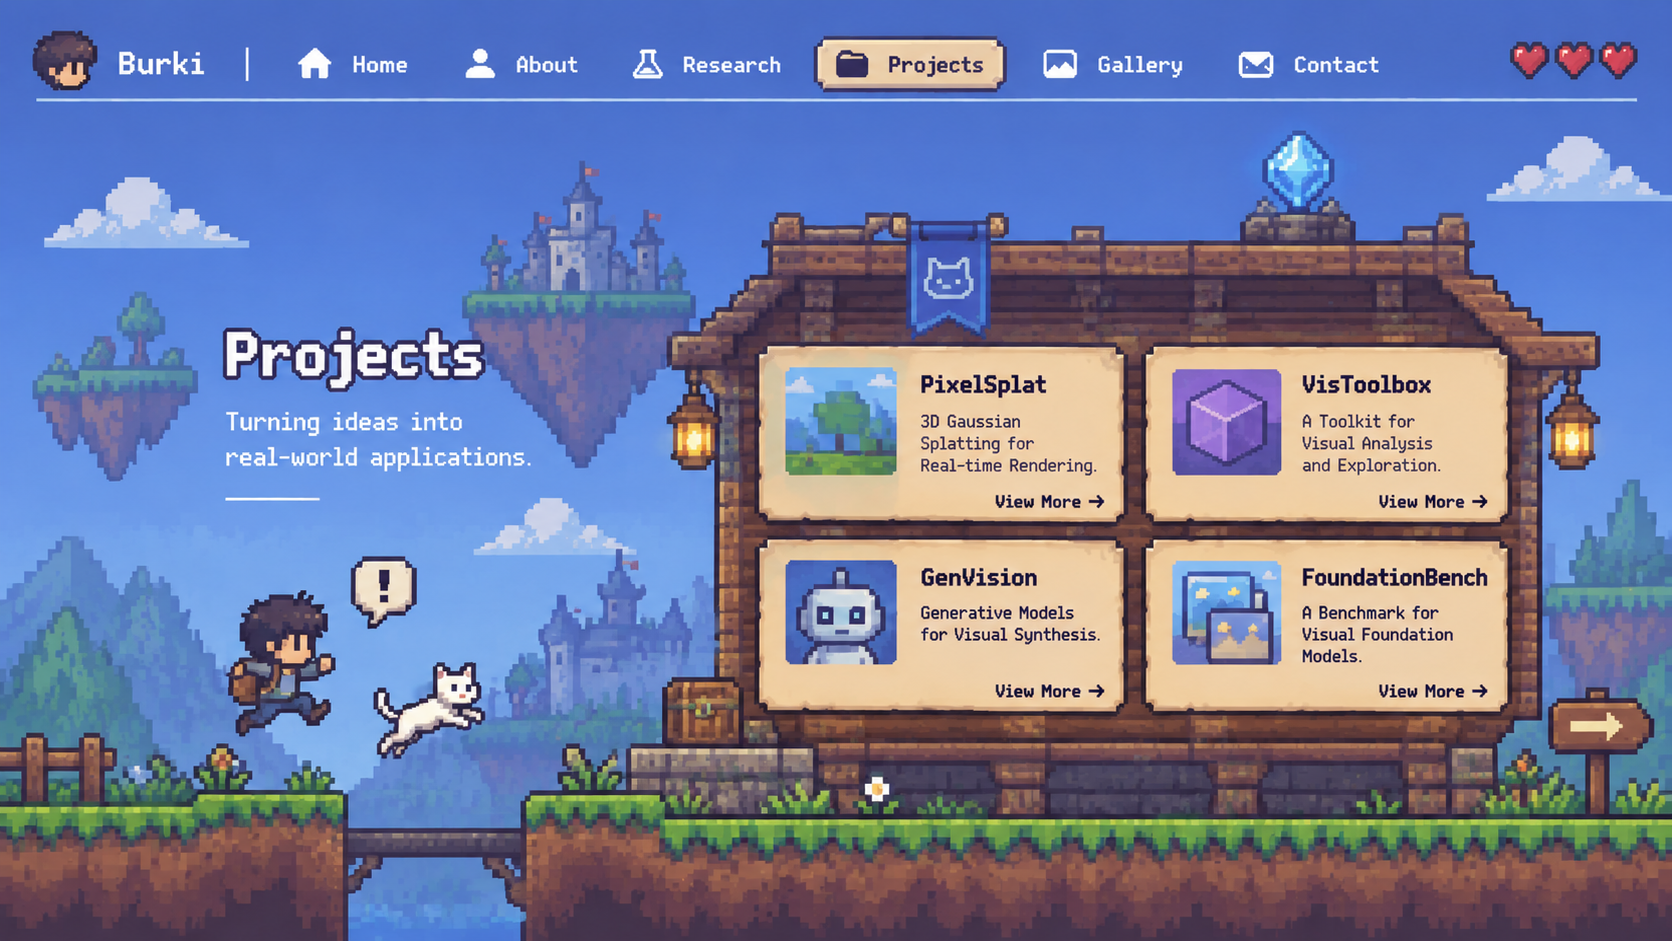 Burki
Home
About
Research
Projects
Gallery
Contact
Projects
Turning ideas into
real-world applications.
!
PixelSplat
3D Gaussian
Splatting for
Real-time Rendering.
View More →
VisToolbox
A Toolkit for
Visual Analysis
and Exploration.
View More →
GenVision
Generative Models
for Visual Synthesis.
View More →
FoundationBench
A Benchmark for
Visual Foundation
Models.
View More →